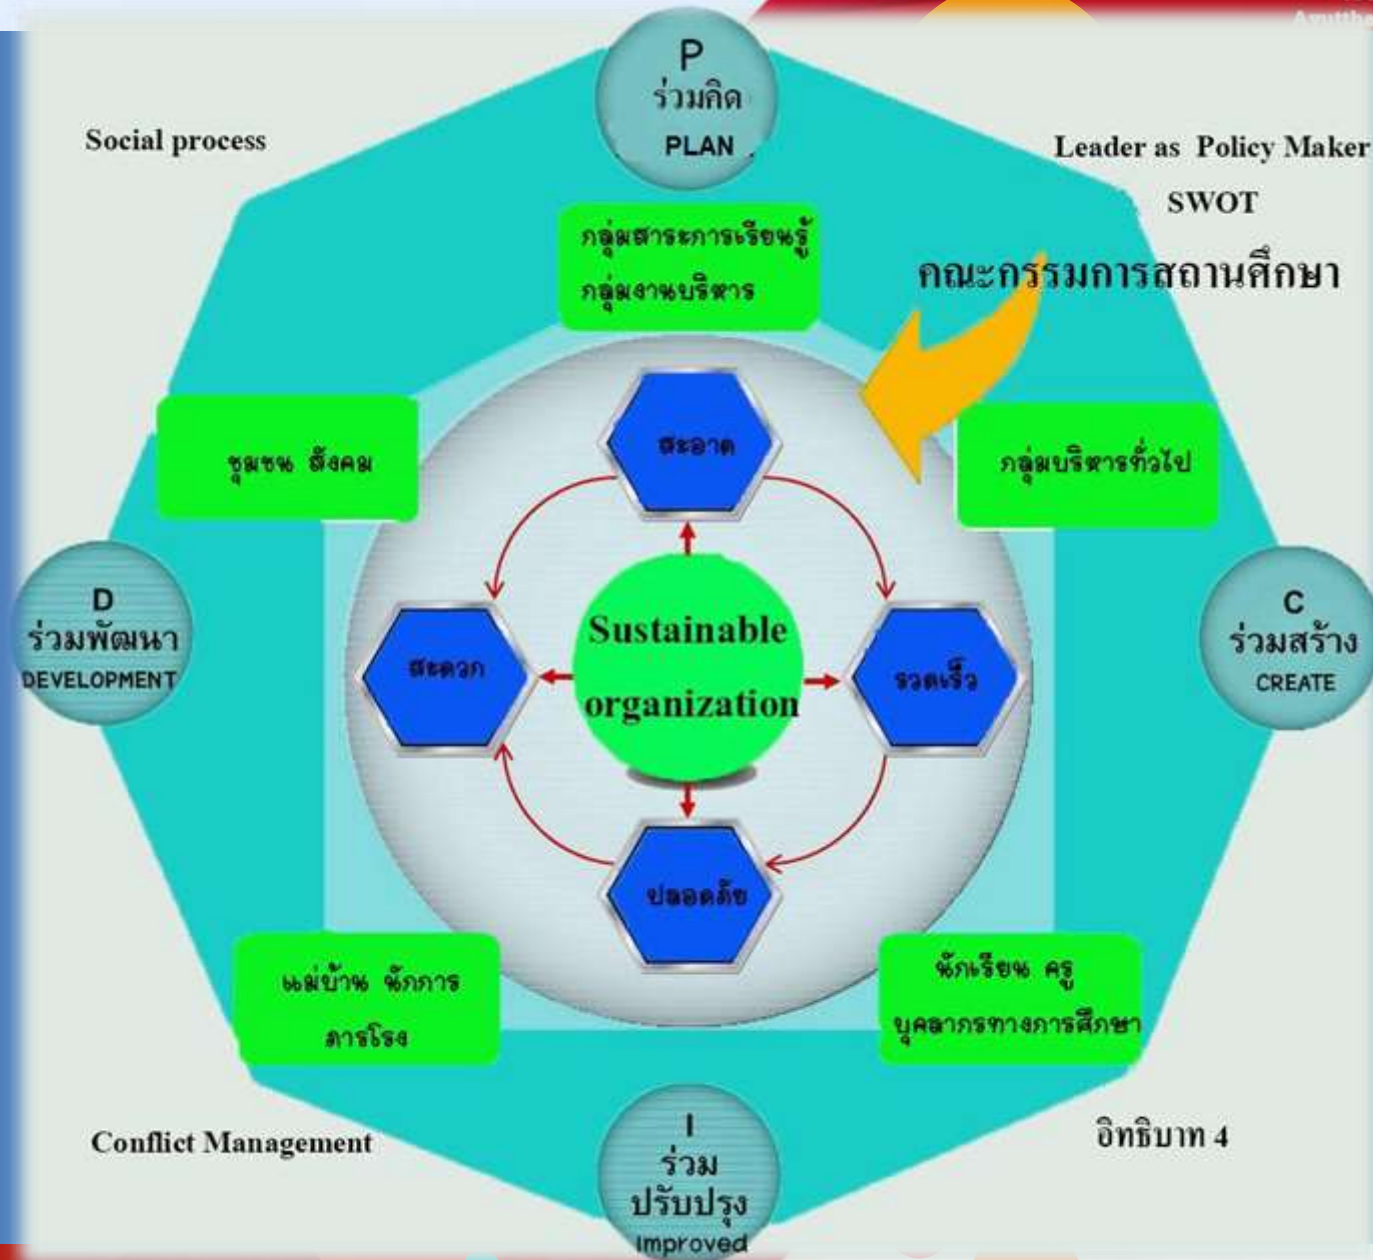 P
ร่วมคิด
PLAN
Social process
Leader as Policy Maker
SWOT
คณะกรรมการสถานศึกษา
กลุ่มสาระการเรียนรู้
กลุ่มงานบริหาร
ชุมชน สังคม
สะอาด
กลุ่มบริหารทั่วไป
D
ร่วมพัฒนา
DEVELOPMENT
สะดวก
Sustainable
organization
รวดเร็ว
C
ร่วมสร้าง
CREATE
ปลอดภัย
แม่บ้าน นักการ
ภารโรง
นักเรียน ครู
บุคลากรทางการศึกษา
Conflict Management
I
ร่วม
ปรับปรุง
Improved
อิทธิบาท 4